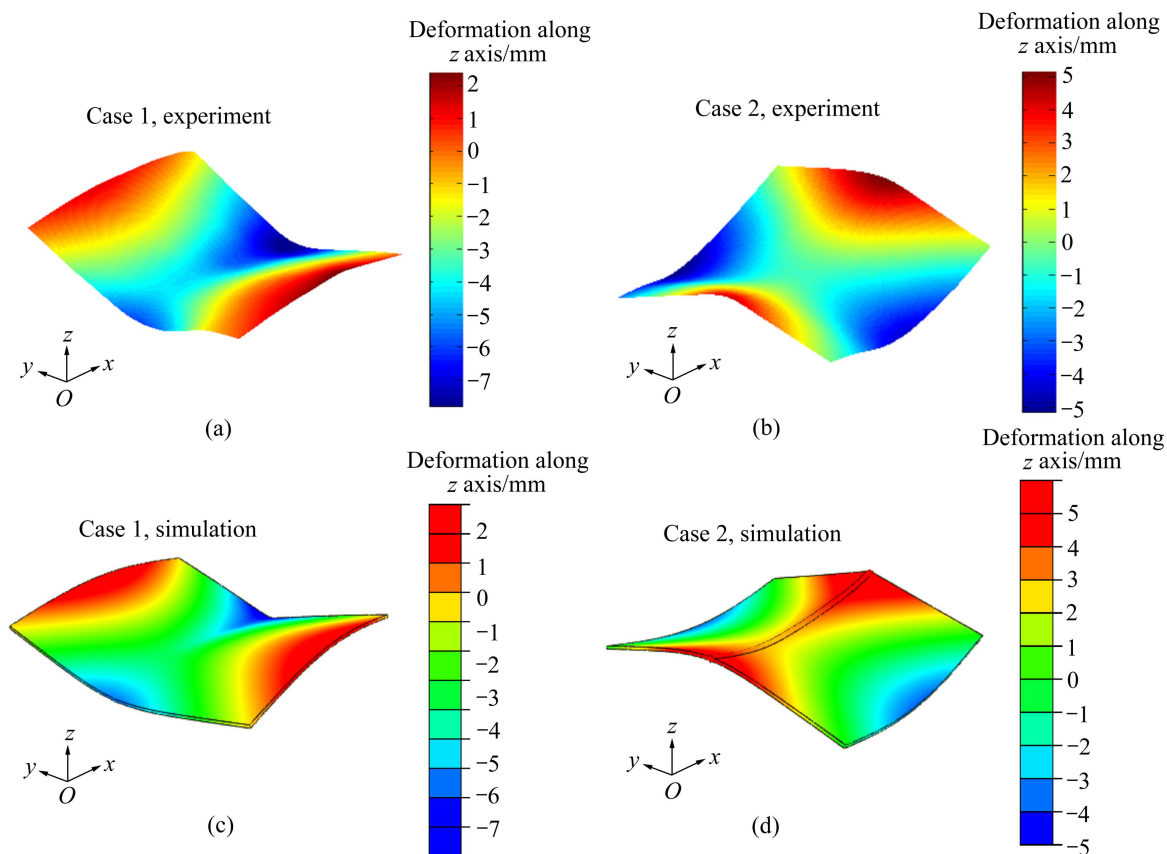 Deformation along
z axis/mm
Case 1, experiment
2
1
0
−1
−2
−3
−4
−5
−6
−7
z
y
x
O
(a)
Deformation along
z axis/mm
Case 2, experiment
5
4
3
2
1
0
−1
−2
−3
−4
−5
z
y
x
O
(b)
Deformation along
z axis/mm
Case 1, simulation
2
1
0
−1
−2
−3
−4
−5
−6
−7
z
y
x
O
(c)
Deformation along
z axis/mm
Case 2, simulation
5
4
3
2
1
0
−1
−2
−3
−4
−5
z
y
x
O
(d)